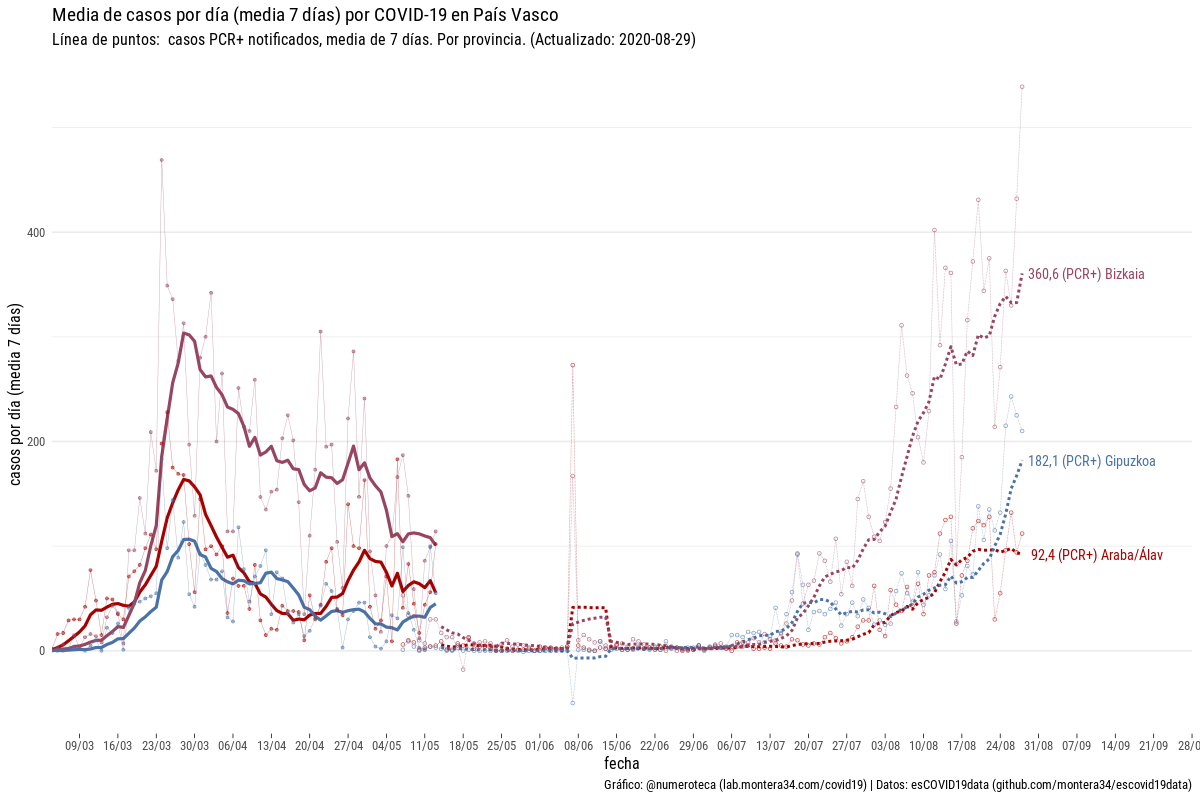 Media de casos por día (media 7 días) por COVID-19 en País Vasco
Línea de puntos:  casos PCR+ notificados, media de 7 días. Por provincia. (Actualizado: 2020-08-29)
casos por día (media 7 días)
400
200
0
360,6 (PCR+) Bizkaia
182,1 (PCR+) Gipuzkoa
92,4 (PCR+) Araba/Álav
09/03 16/03 23/03 30/03 06/04 13/04 20/04 27/04 04/05 11/05 18/05 25/05 01/06 08/06 15/06 22/06 29/06 06/07 13/07 20/07 27/07 03/08 10/08 17/08 24/08 31/08 07/09 14/09 21/09 28/0
fecha
Gráfico: @numeroteca (lab.montera34.com/covid19) | Datos: esCOVID19data (github.com/montera34/escovid19data)